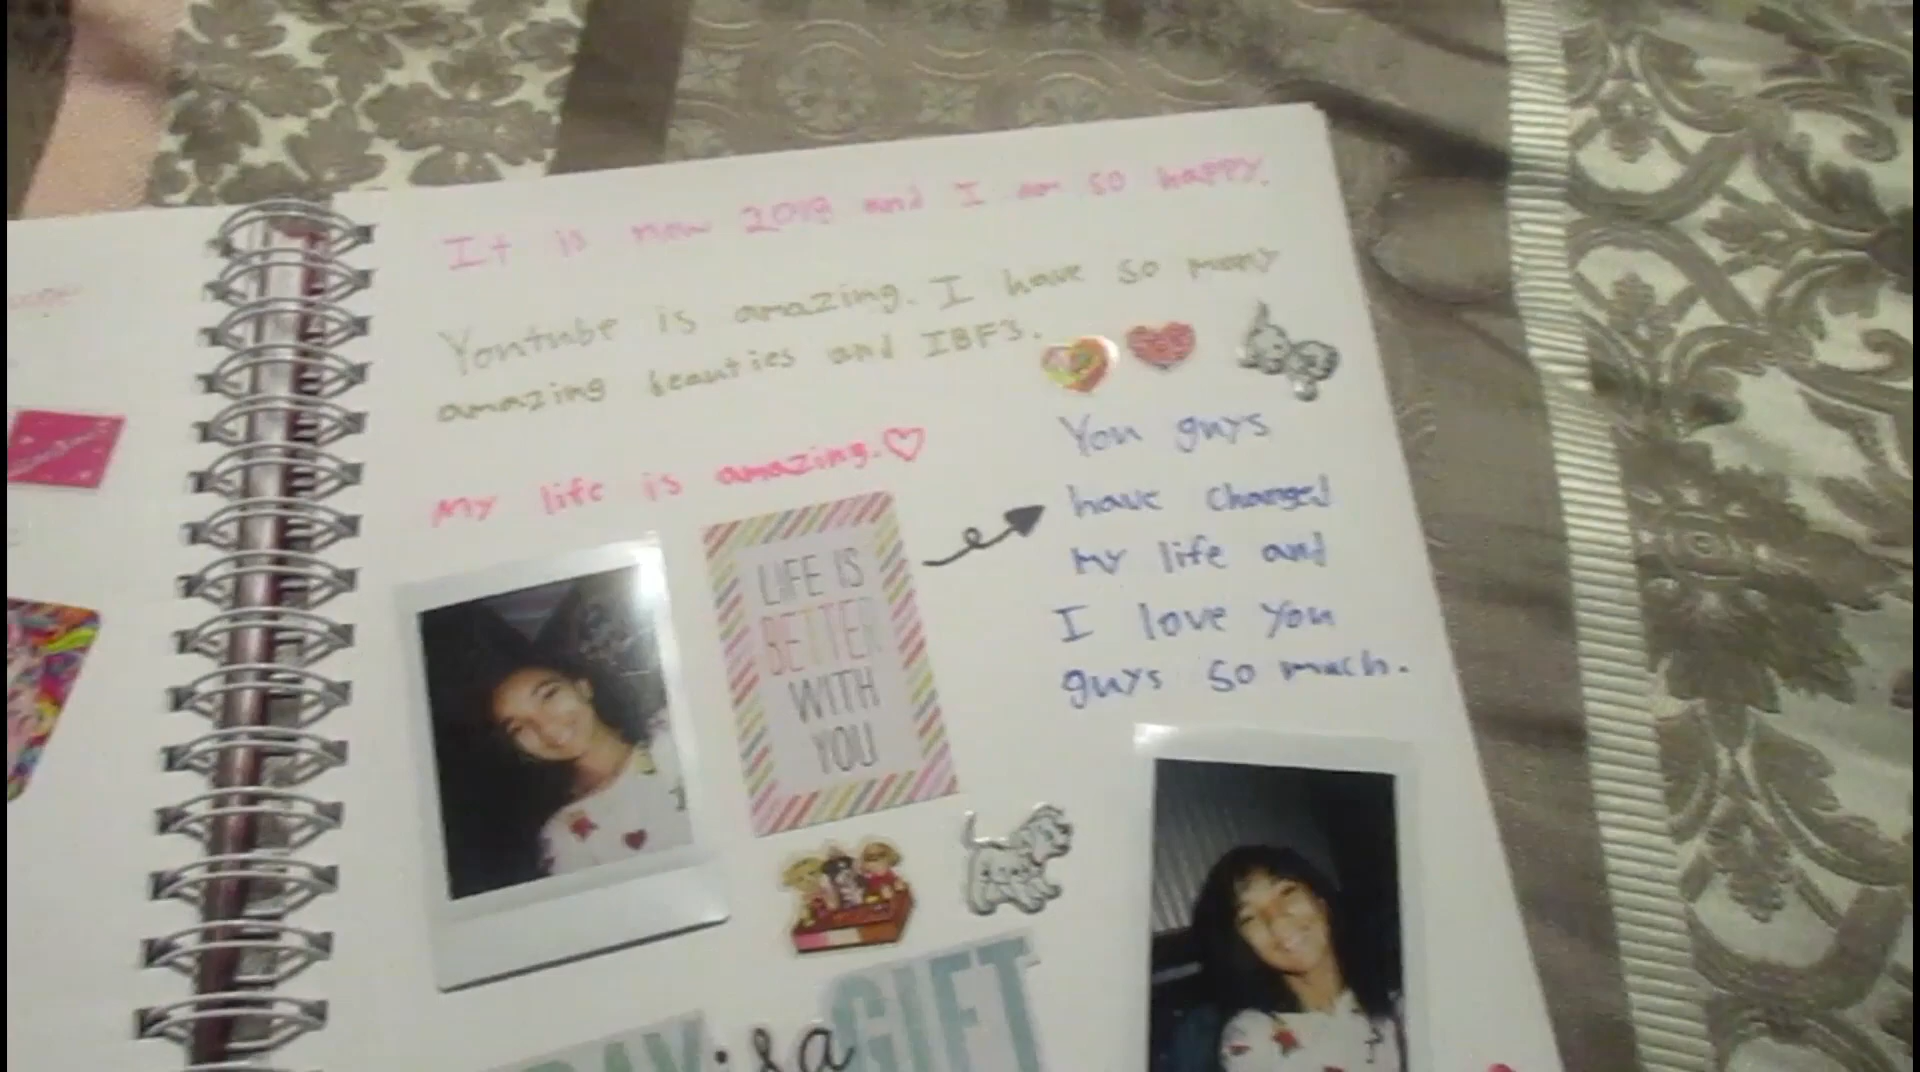 It is now 2018 and I am so happy.
Youtube is amazing. I have so many
amazing beauties and IBFS.
My life is amazing.
You guys
have changed
my life and
I love you
guys so much.
LIFE IS
BETTER
WITH
YOU
is a GIFT